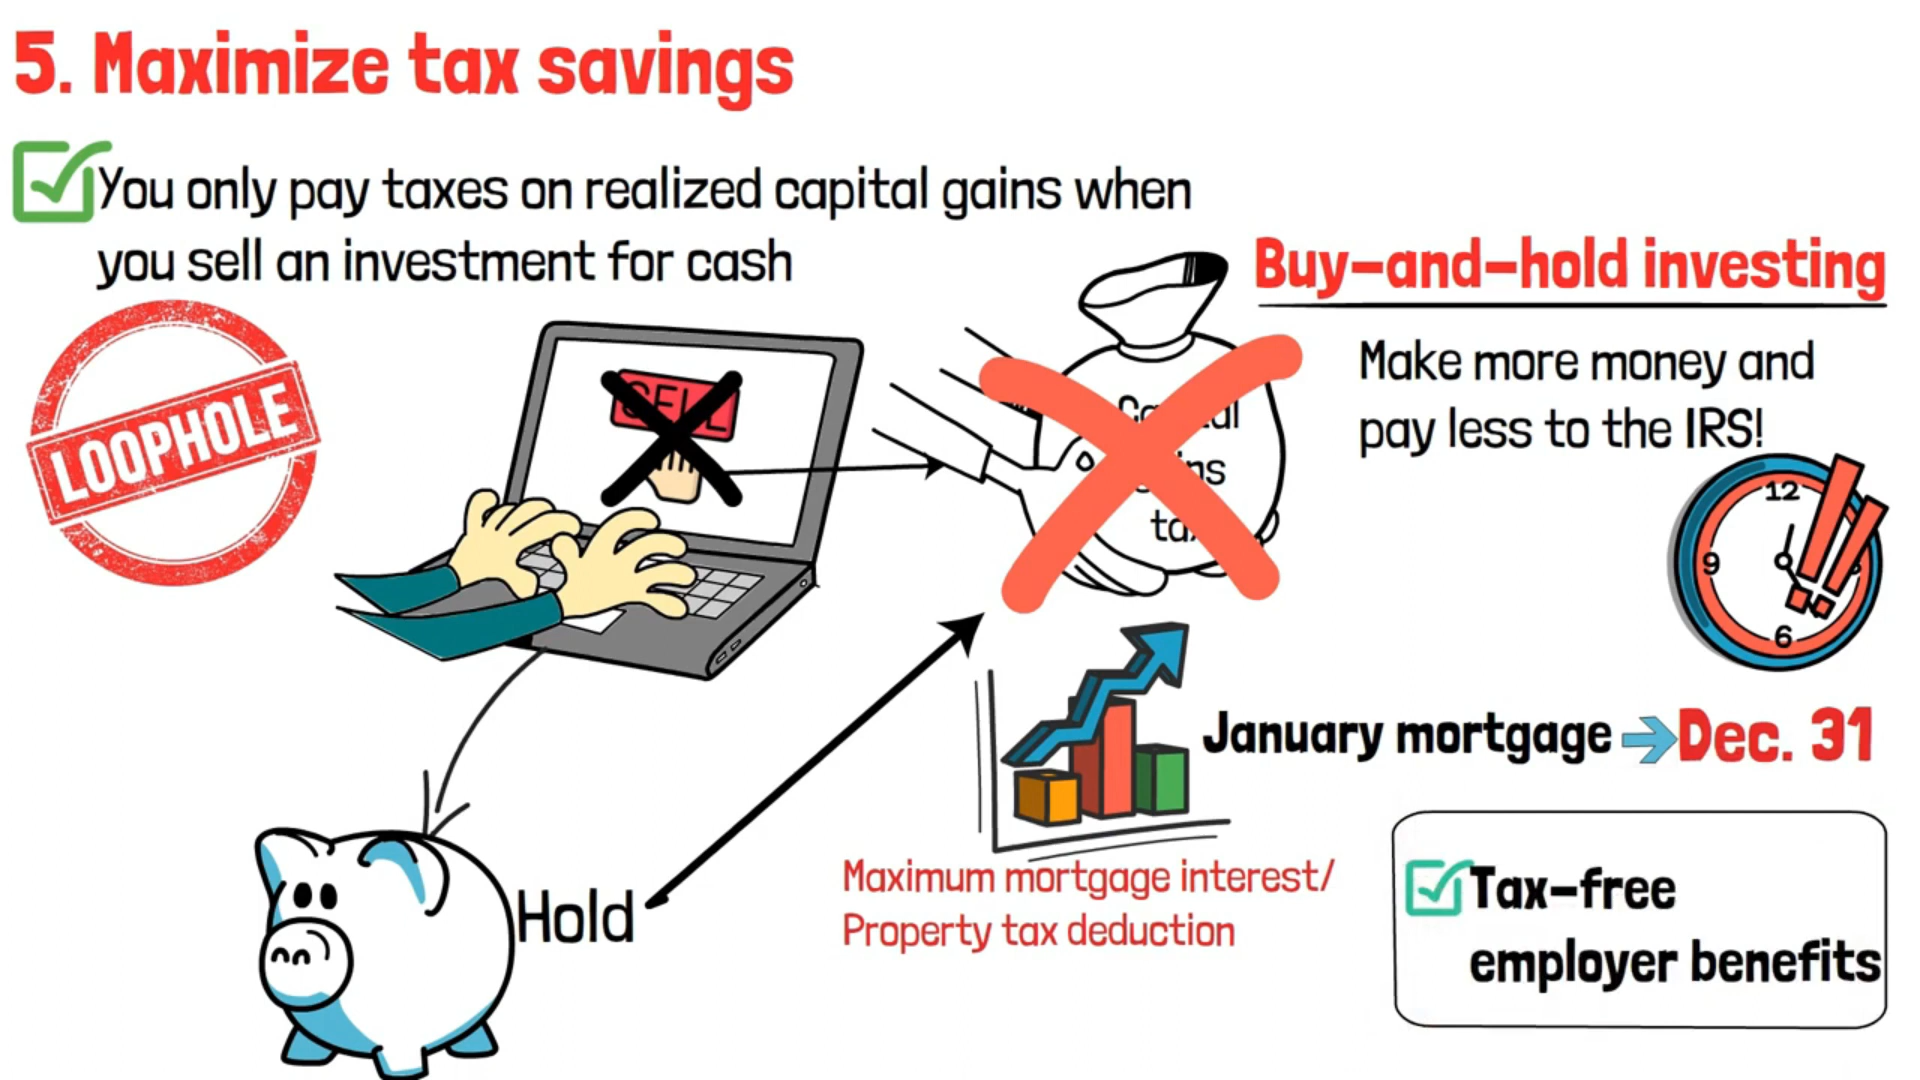 5. Maximize tax savings
You only pay taxes on realized capital gains when
you sell an investment for cash
LOOPHOLE
Buy-and-hold investing
Make more money and
pay less to the IRS!
12
9
6
tax
January mortgage
Dec. 31
Hold
Maximum mortgage interest/
Property tax deduction
Tax-free
employer benefits